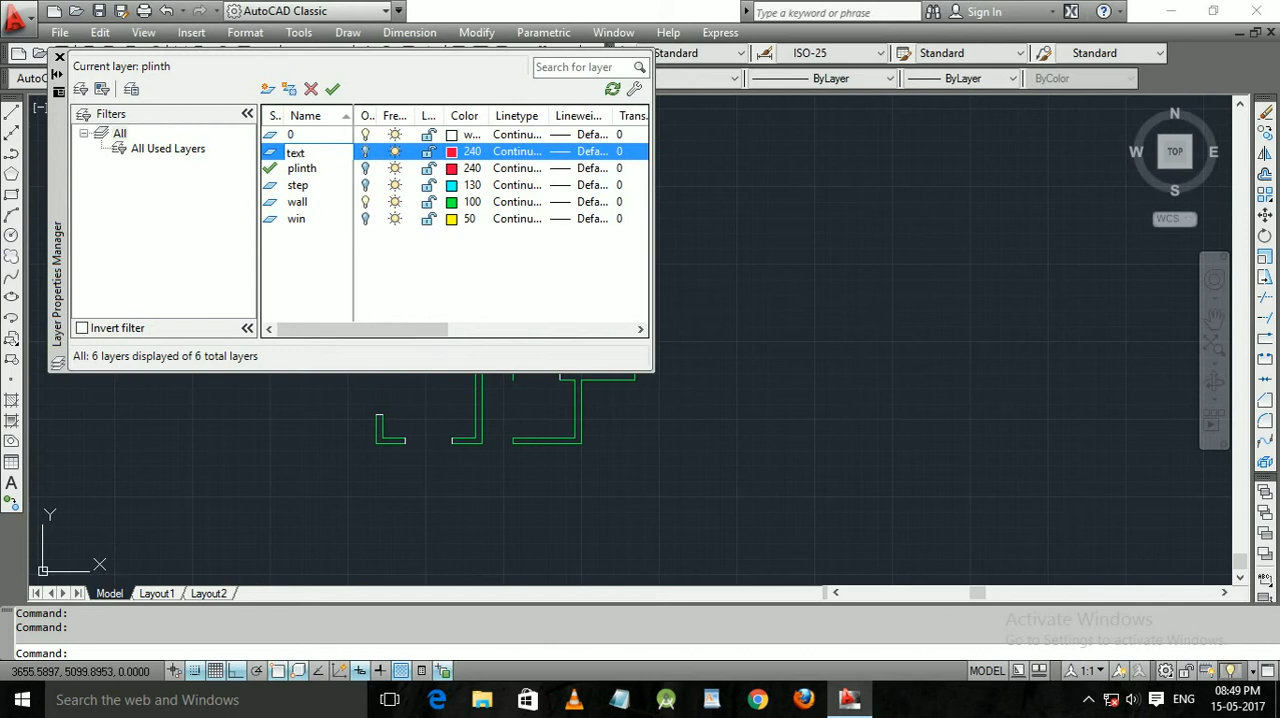 AutoCAD Classic
Type a keyword or phrase
Sign In
File Edit View Insert Format Tools Draw Dimension Modify Parametric Window Help Express
Standard ISO-25 Standard Standard
ByLayer ByLayer ByColor
AutoC
Current layer: plinth
Search for layer
Filters
All
All Used Layers
Invert filter
S.. Name O. Fre... L... Color Linetype Linewei... Trans.
0 w... Continu... Defa... 0
text 240 Continu... Defa... 0
plinth 240 Continu... Defa... 0
step 130 Continu... Defa... 0
wall 100 Continu... Defa... 0
win 50 Continu... Defa... 0
All: 6 layers displayed of 6 total layers
Layer Properties Manager
N
W TOP E
S
WCS
Y
X
Model Layout1 Layout2
Command:
Command:
Command:
Activate Windows
Go to Settings to activate Windows.
3655.5897, 5099.8953, 0.0000
MODEL
1:1
Search the web and Windows
ENG
08:49 PM
15-05-2017